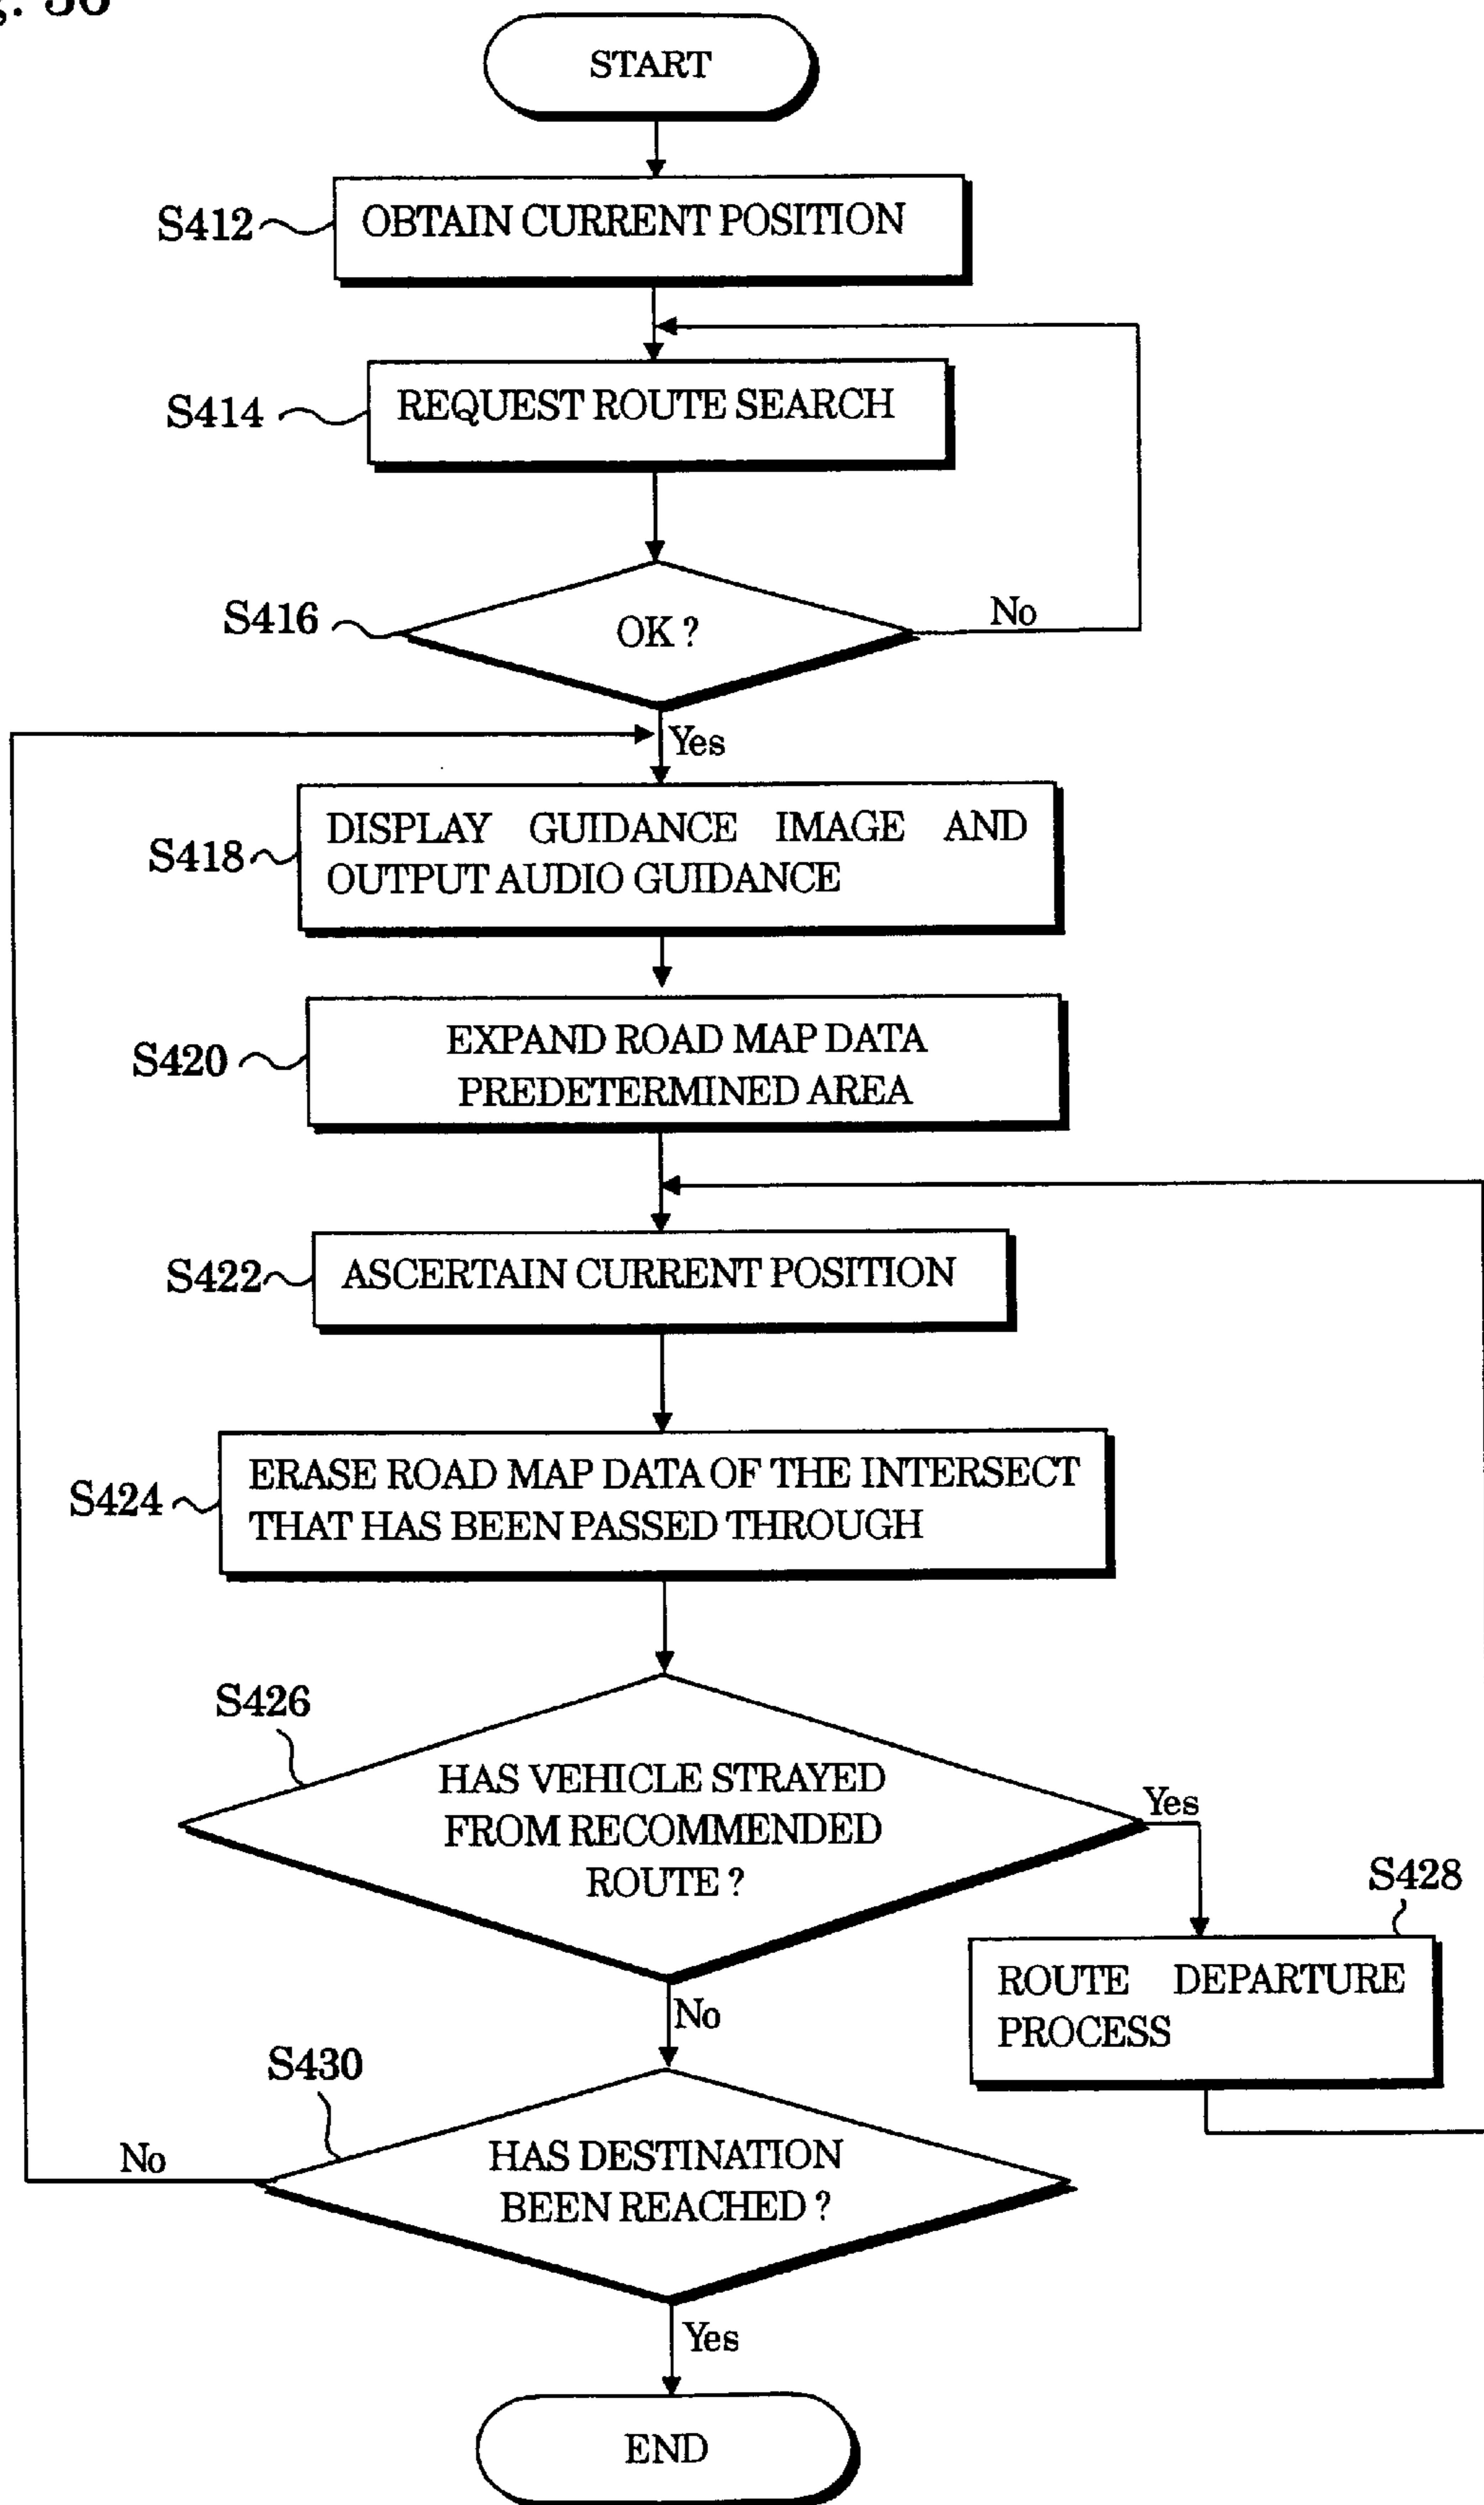 START
S412
OBTAIN CURRENT POSITION
S414
REQUEST ROUTE SEARCH
S416
OK ?
No
Yes
S418
DISPLAY GUIDANCE IMAGE AND
OUTPUT AUDIO GUIDANCE
S420
EXPAND ROAD MAP DATA
PREDETERMINED AREA
S422
ASCERTAIN CURRENT POSITION
S424
ERASE ROAD MAP DATA OF THE INTERSECT
THAT HAS BEEN PASSED THROUGH
S426
HAS VEHICLE STRAYED
FROM RECOMMENDED
ROUTE ?
Yes
S428
ROUTE DEPARTURE
PROCESS
No
S430
HAS DESTINATION
BEEN REACHED ?
No
Yes
END